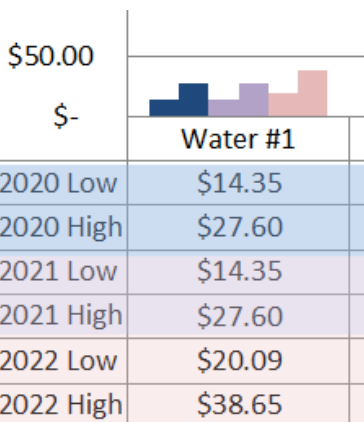 $50.00
$-
Water #1
2020 Low $14.35
2020 High $27.60
2021 Low $14.35
2021 High $27.60
2022 Low $20.09
2022 High $38.65